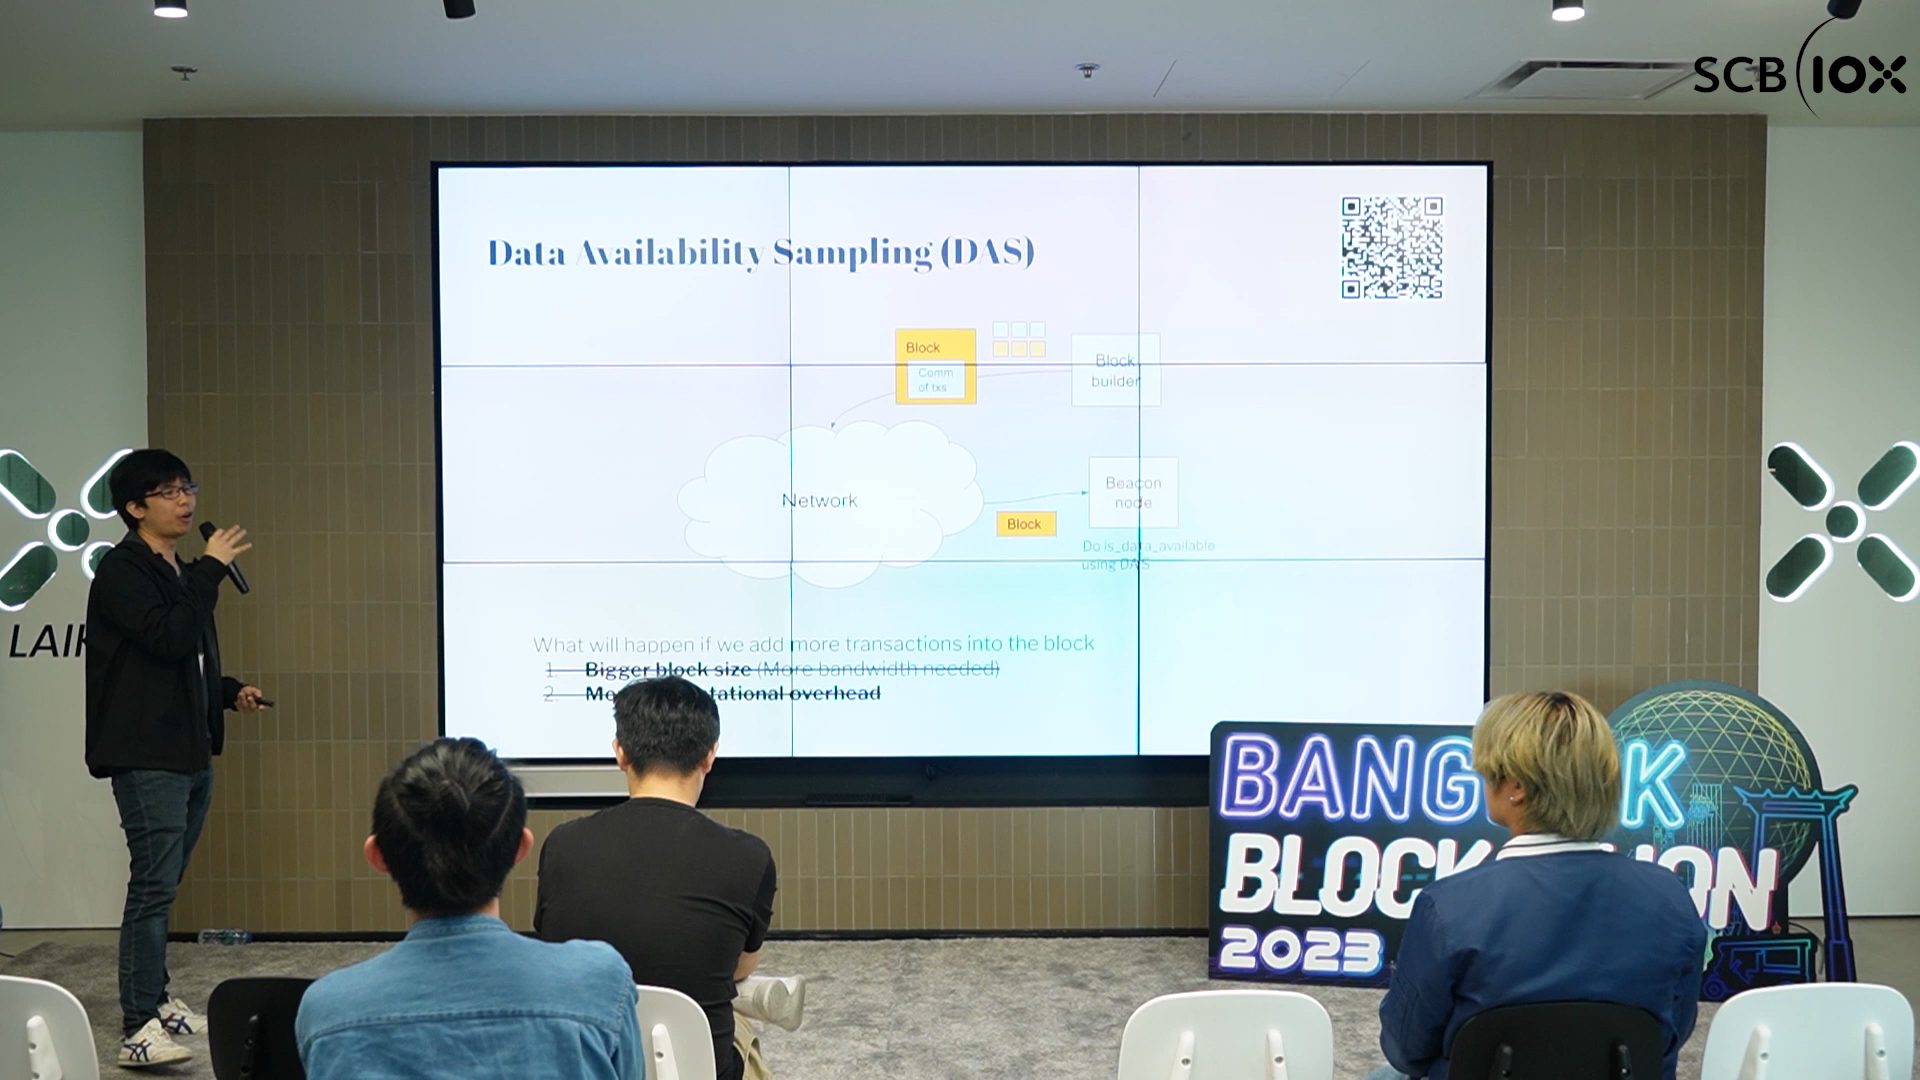 SCB 10X
Data Availability Sampling (DAS)
Block
Comm
of txs
Block
builder
Network
Beacon
node
Block
Do is_data_available
using DAS
What will happen if we add more transactions into the block
1. Bigger block size (More bandwidth needed)
2. Mo tational overhead
LAIR
BANG K
BLOCK ON
2023